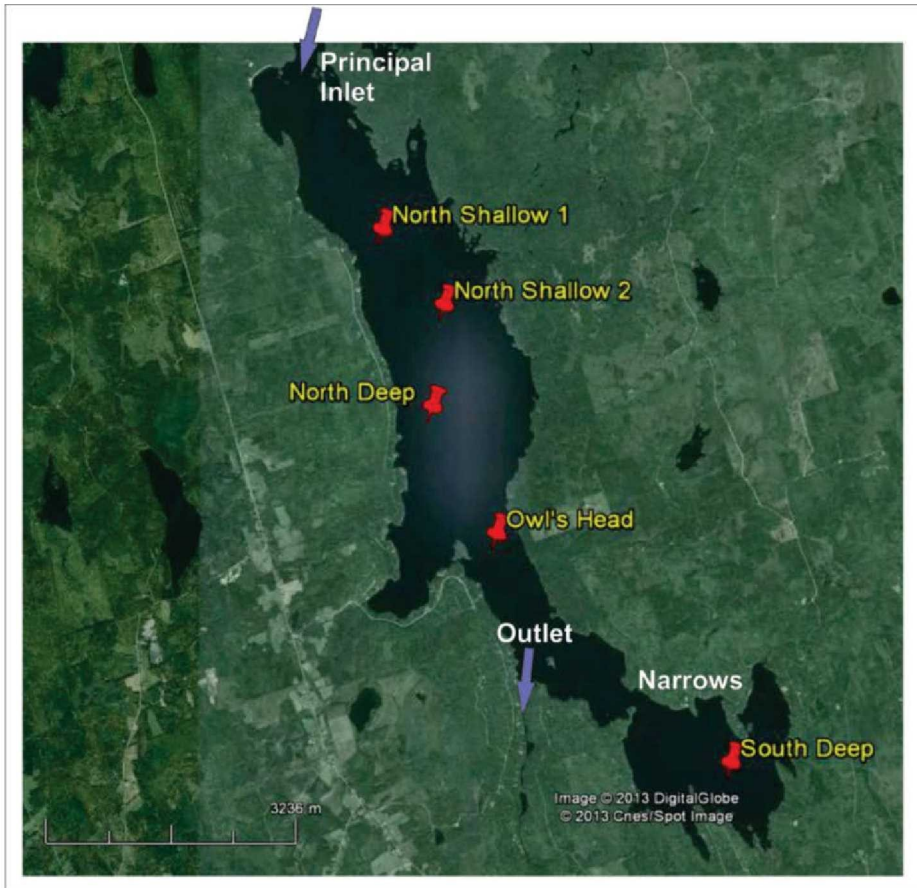 Principal
Inlet
North Shallow 1
North Shallow 2
North Deep
Owl's Head
Outlet
Narrows
South Deep
3236 m
Image © 2013 DigitalGlobe
© 2013 Cnes/Spot Image